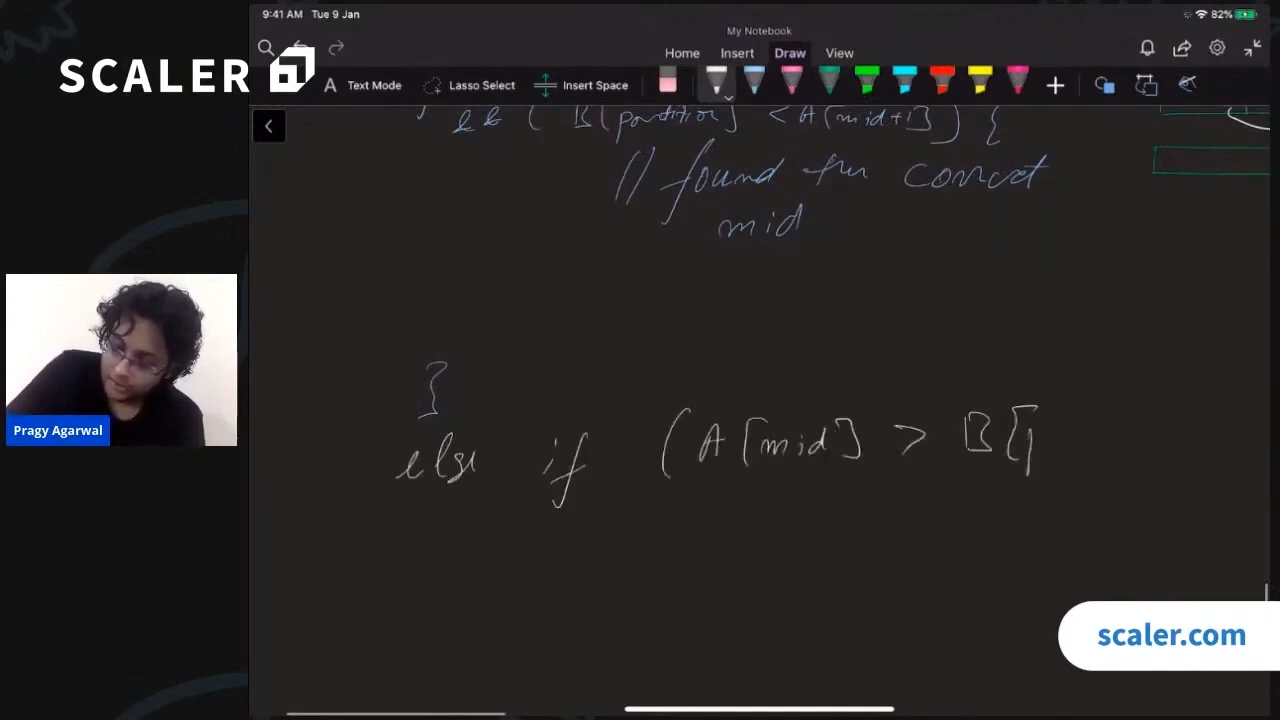 9:41 AM Tue 9 Jan
82%
My Notebook
Home Insert Draw View
SCALER
A Text Mode Lasso Select Insert Space
&& ( B[partition] < A[mid+1]) {
// found the correct
mid
}
else if (A[mid] > B[p
Pragy Agarwal
scaler.com